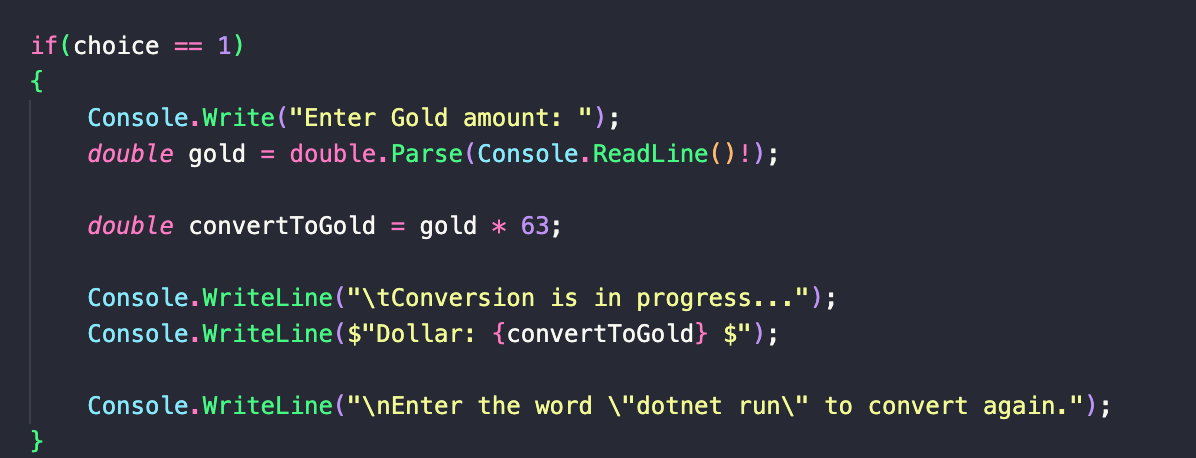 if(choice == 1)
{
    Console.Write("Enter Gold amount: ");
    double gold = double.Parse(Console.ReadLine()!);
    double convertToGold = gold * 63;
    Console.WriteLine("\tConversion is in progress...");
    Console.WriteLine($"Dollar: {convertToGold} $");
    Console.WriteLine("\nEnter the word \"dotnet run\" to convert again.");
}